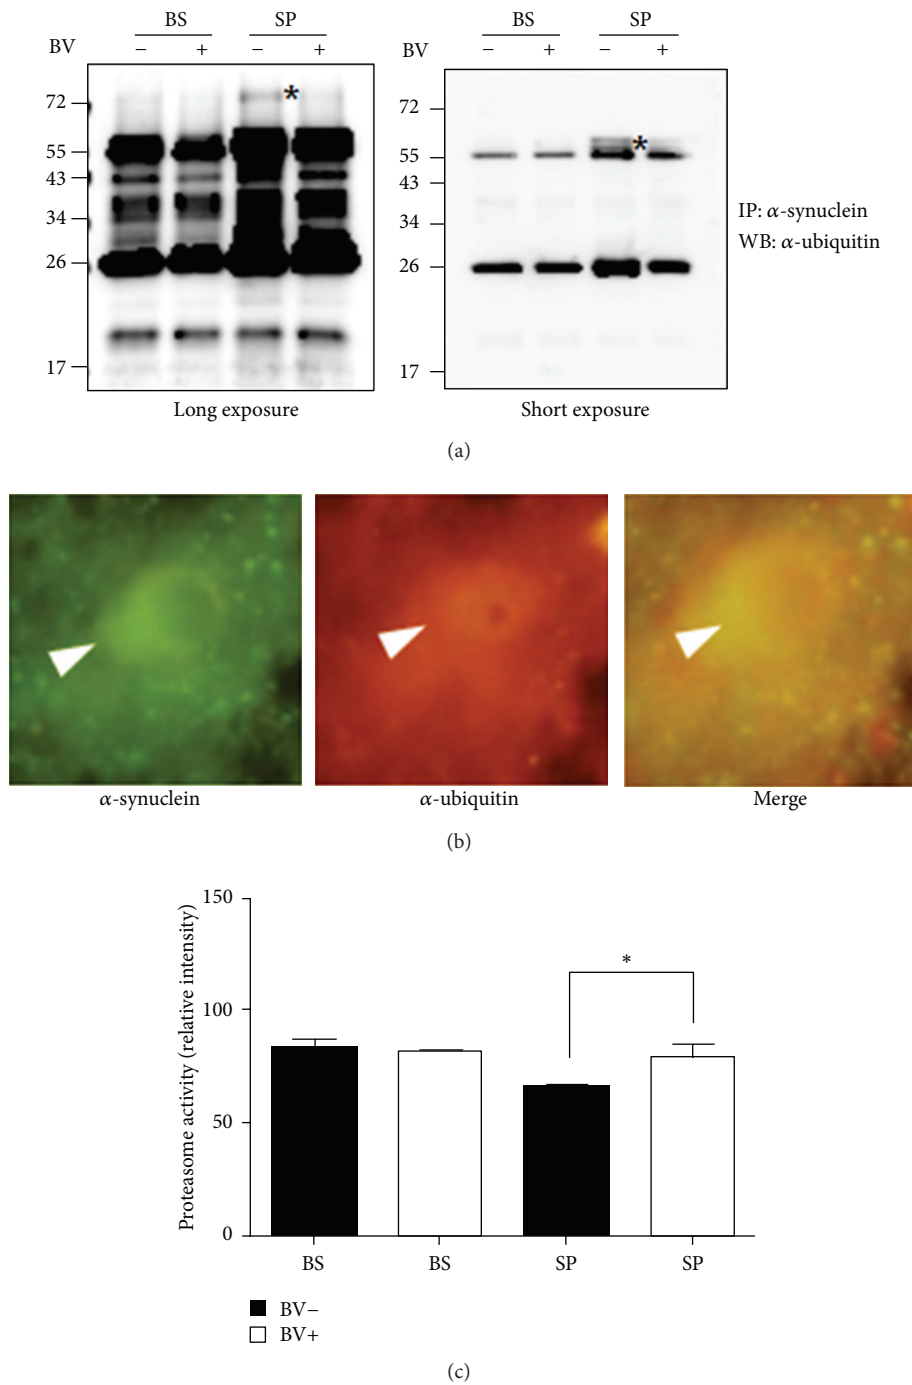 BS SP BS SP
BV − + − + BV − + − +
72 * 72
55 55 *
43 43
34 34
26 26
17 17
IP: α-synuclein
WB: α-ubiquitin
Long exposure Short exposure
(a)
α-synuclein α-ubiquitin Merge
(b)
Proteasome activity (relative intensity)
150
100
50
0
*
BS BS SP SP
BV−
BV+
(c)